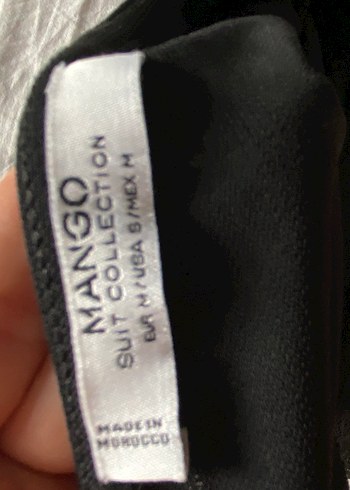 MANGO
SUIT COLLECTION
EUR M/USA S/MEX M
MADE IN
MOROCCO